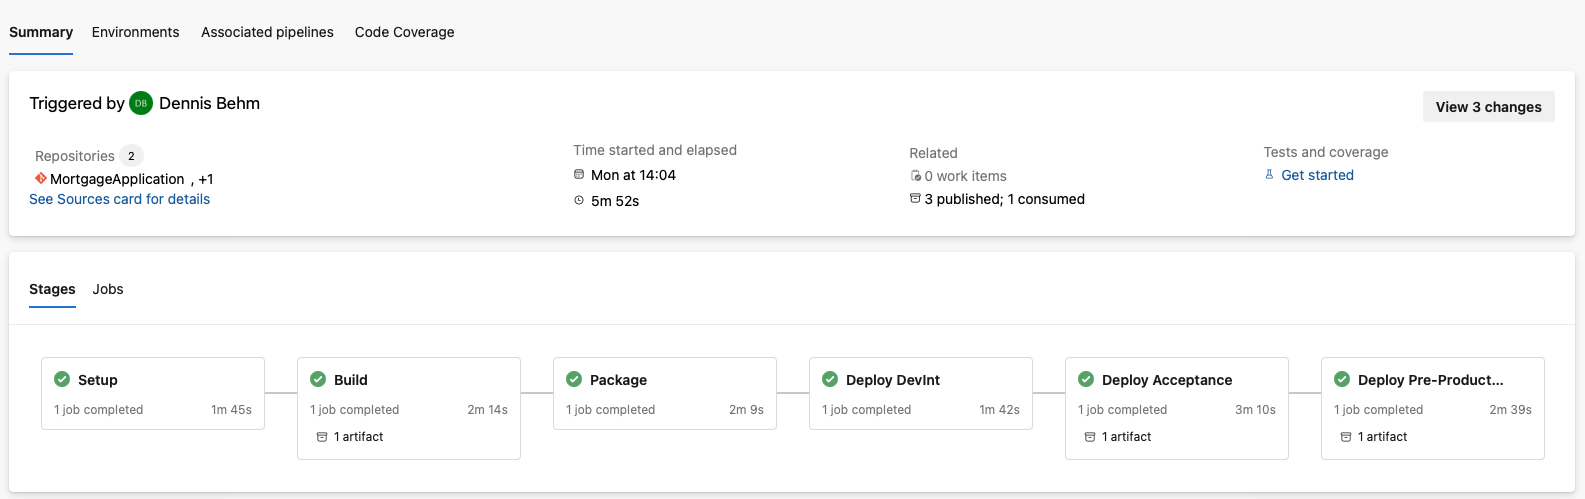 Summary Environments Associated pipelines Code Coverage
Triggered by DB Dennis Behm
View 3 changes
Repositories 2
MortgageApplication , +1
See Sources card for details
Time started and elapsed
Mon at 14:04
5m 52s
Related
0 work items
3 published; 1 consumed
Tests and coverage
Get started
Stages Jobs
Setup
1 job completed 1m 45s
Build
1 job completed 2m 14s
1 artifact
Package
1 job completed 2m 9s
Deploy DevInt
1 job completed 1m 42s
Deploy Acceptance
1 job completed 3m 10s
1 artifact
Deploy Pre-Product...
1 job completed 2m 39s
1 artifact